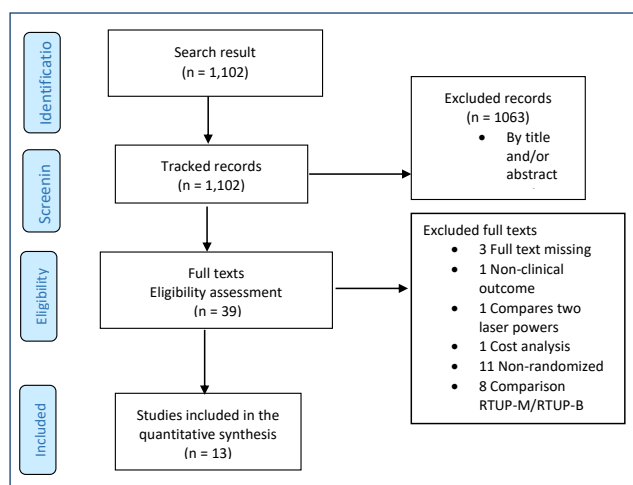 Identificatio
Search result
(n = 1,102)
Excluded records
(n = 1063)
• By title
and/or
abstract
Screenin
Tracked records
(n = 1,102)
Eligibility
Full texts
Eligibility assessment
(n = 39)
Excluded full texts
• 3 Full text missing
• 1 Non-clinical
outcome
• 1 Compares two
laser powers
• 1 Cost analysis
• 11 Non-randomized
• 8 Comparison
RTUP-M/RTUP-B
Included
Studies included in the
quantitative synthesis
(n = 13)